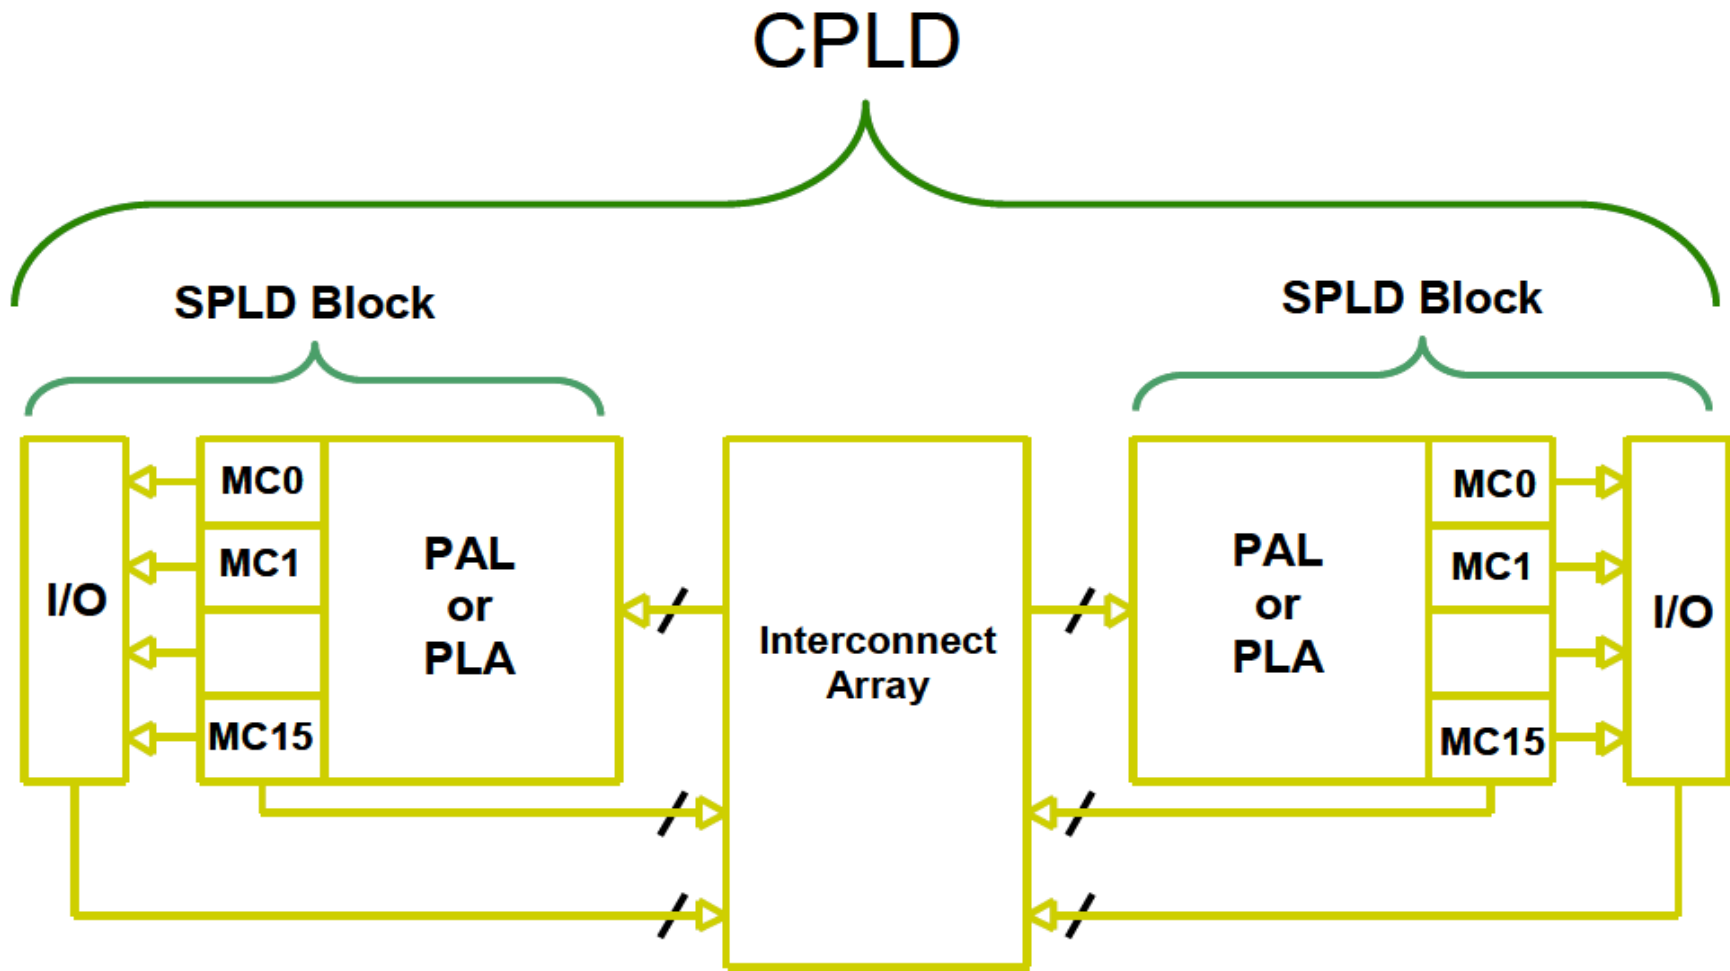 CPLD
SPLD Block
SPLD Block
I/O
MC0
MC1
MC15
PAL
or
PLA
Interconnect
Array
PAL
or
PLA
MC0
MC1
MC15
I/O